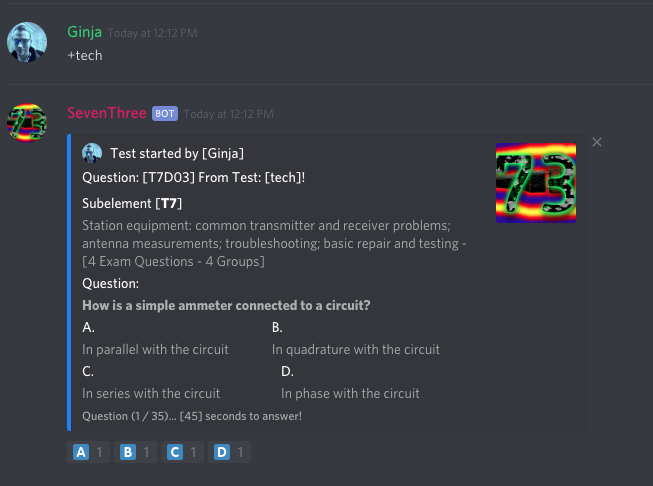 Ginja Today at 12:12 PM
+tech
SevenThree BOT Today at 12:12 PM
73
Test started by [Ginja]
73
Question: [T7D03] From Test: [tech]!
Subelement [T7]
Station equipment: common transmitter and receiver problems;
antenna measurements; troubleshooting; basic repair and testing -
[4 Exam Questions - 4 Groups]
Question:
How is a simple ammeter connected to a circuit?
A. B.
In parallel with the circuit In quadrature with the circuit
C. D.
In series with the circuit In phase with the circuit
Question (1 / 35)... [45] seconds to answer!
A 1 B 1 C 1 D 1